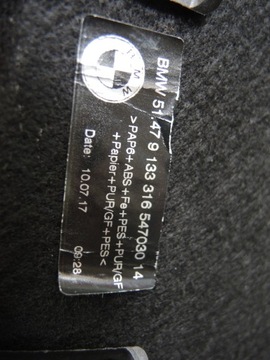 BMW
BMW 51.47 9 133 316 547030 14
>PAP6+ABS+Fe+PES+PUR/GF
+Papier+PUR/GF+PES<
Date: 10.07.17 09:28